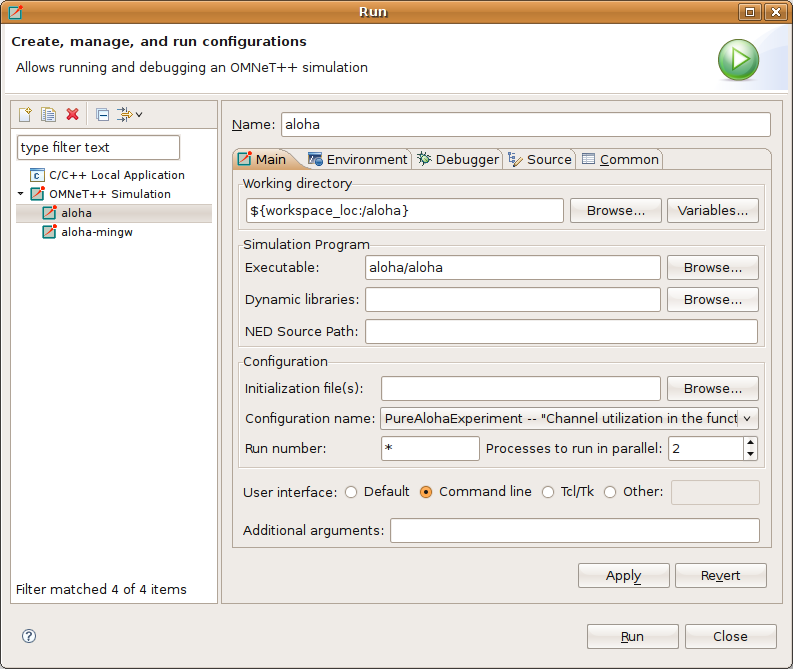 Run
Create, manage, and run configurations
Allows running and debugging an OMNeT++ simulation
type filter text
C/C++ Local Application
OMNeT++ Simulation
aloha
aloha-mingw
Filter matched 4 of 4 items
Name: aloha
Main Environment Debugger Source Common
Working directory
${workspace_loc:/aloha} Browse... Variables...
Simulation Program
Executable: aloha/aloha Browse...
Dynamic libraries: Browse...
NED Source Path:
Configuration
Initialization file(s): Browse...
Configuration name: PureAlohaExperiment -- "Channel utilization in the funct
Run number: * Processes to run in parallel: 2
User interface: Default Command line Tcl/Tk Other:
Additional arguments:
Apply Revert
? Run Close